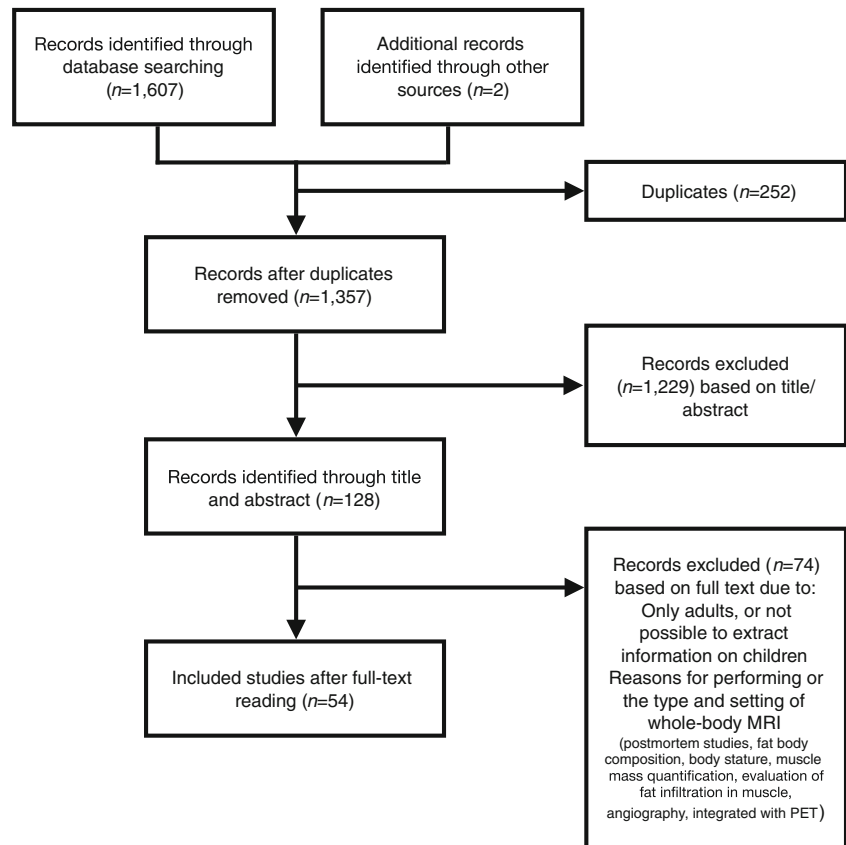 Records identified through
database searching
(n=1,607)
Additional records
identified through other
sources (n=2)
Duplicates (n=252)
Records after duplicates
removed (n=1,357)
Records excluded
(n=1,229) based on title/
abstract
Records identified through title
and abstract (n=128)
Records excluded (n=74)
based on full text due to:
Only adults, or not
possible to extract
information on children
Reasons for performing or
the type and setting of
whole-body MRI
(postmortem studies, fat body
composition, body stature, muscle
mass quantification, evaluation of
fat infiltration in muscle,
angiography, integrated with PET)
Included studies after full-text
reading (n=54)